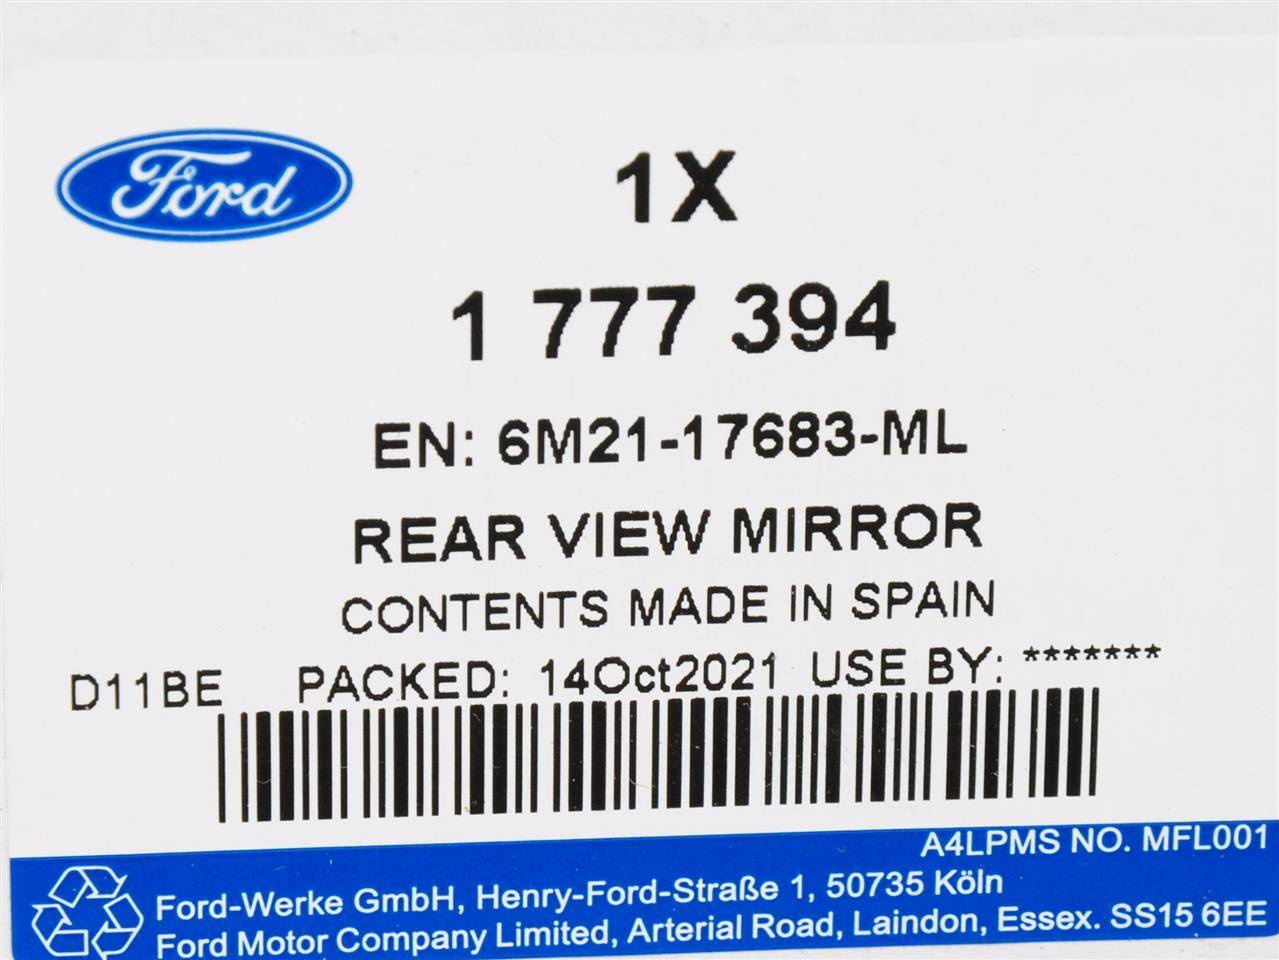 Ford
1X
1 777 394
EN: 6M21-17683-ML
REAR VIEW MIRROR
CONTENTS MADE IN SPAIN
D11BE PACKED: 14Oct2021 USE BY: *******
A4LPMS NO. MFL001
Ford-Werke GmbH, Henry-Ford-Straße 1, 50735 Köln
Ford Motor Company Limited, Arterial Road, Laindon, Essex. SS15 6EE